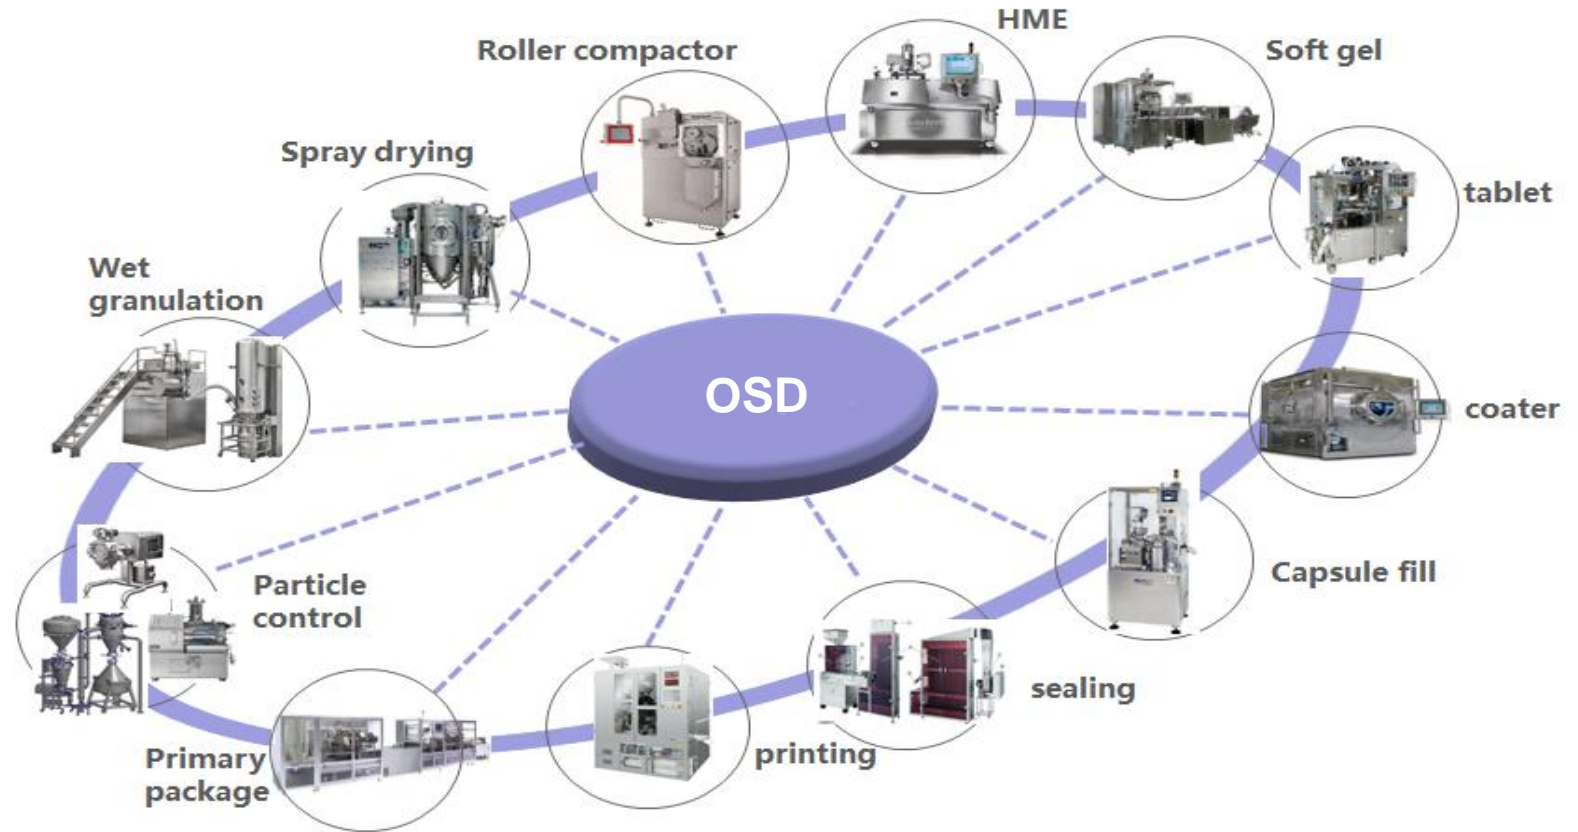 HME
Roller compactor
Soft gel
Spray drying
tablet
Wet
granulation
OSD
coater
Capsule fill
Particle
control
sealing
printing
Primary
package